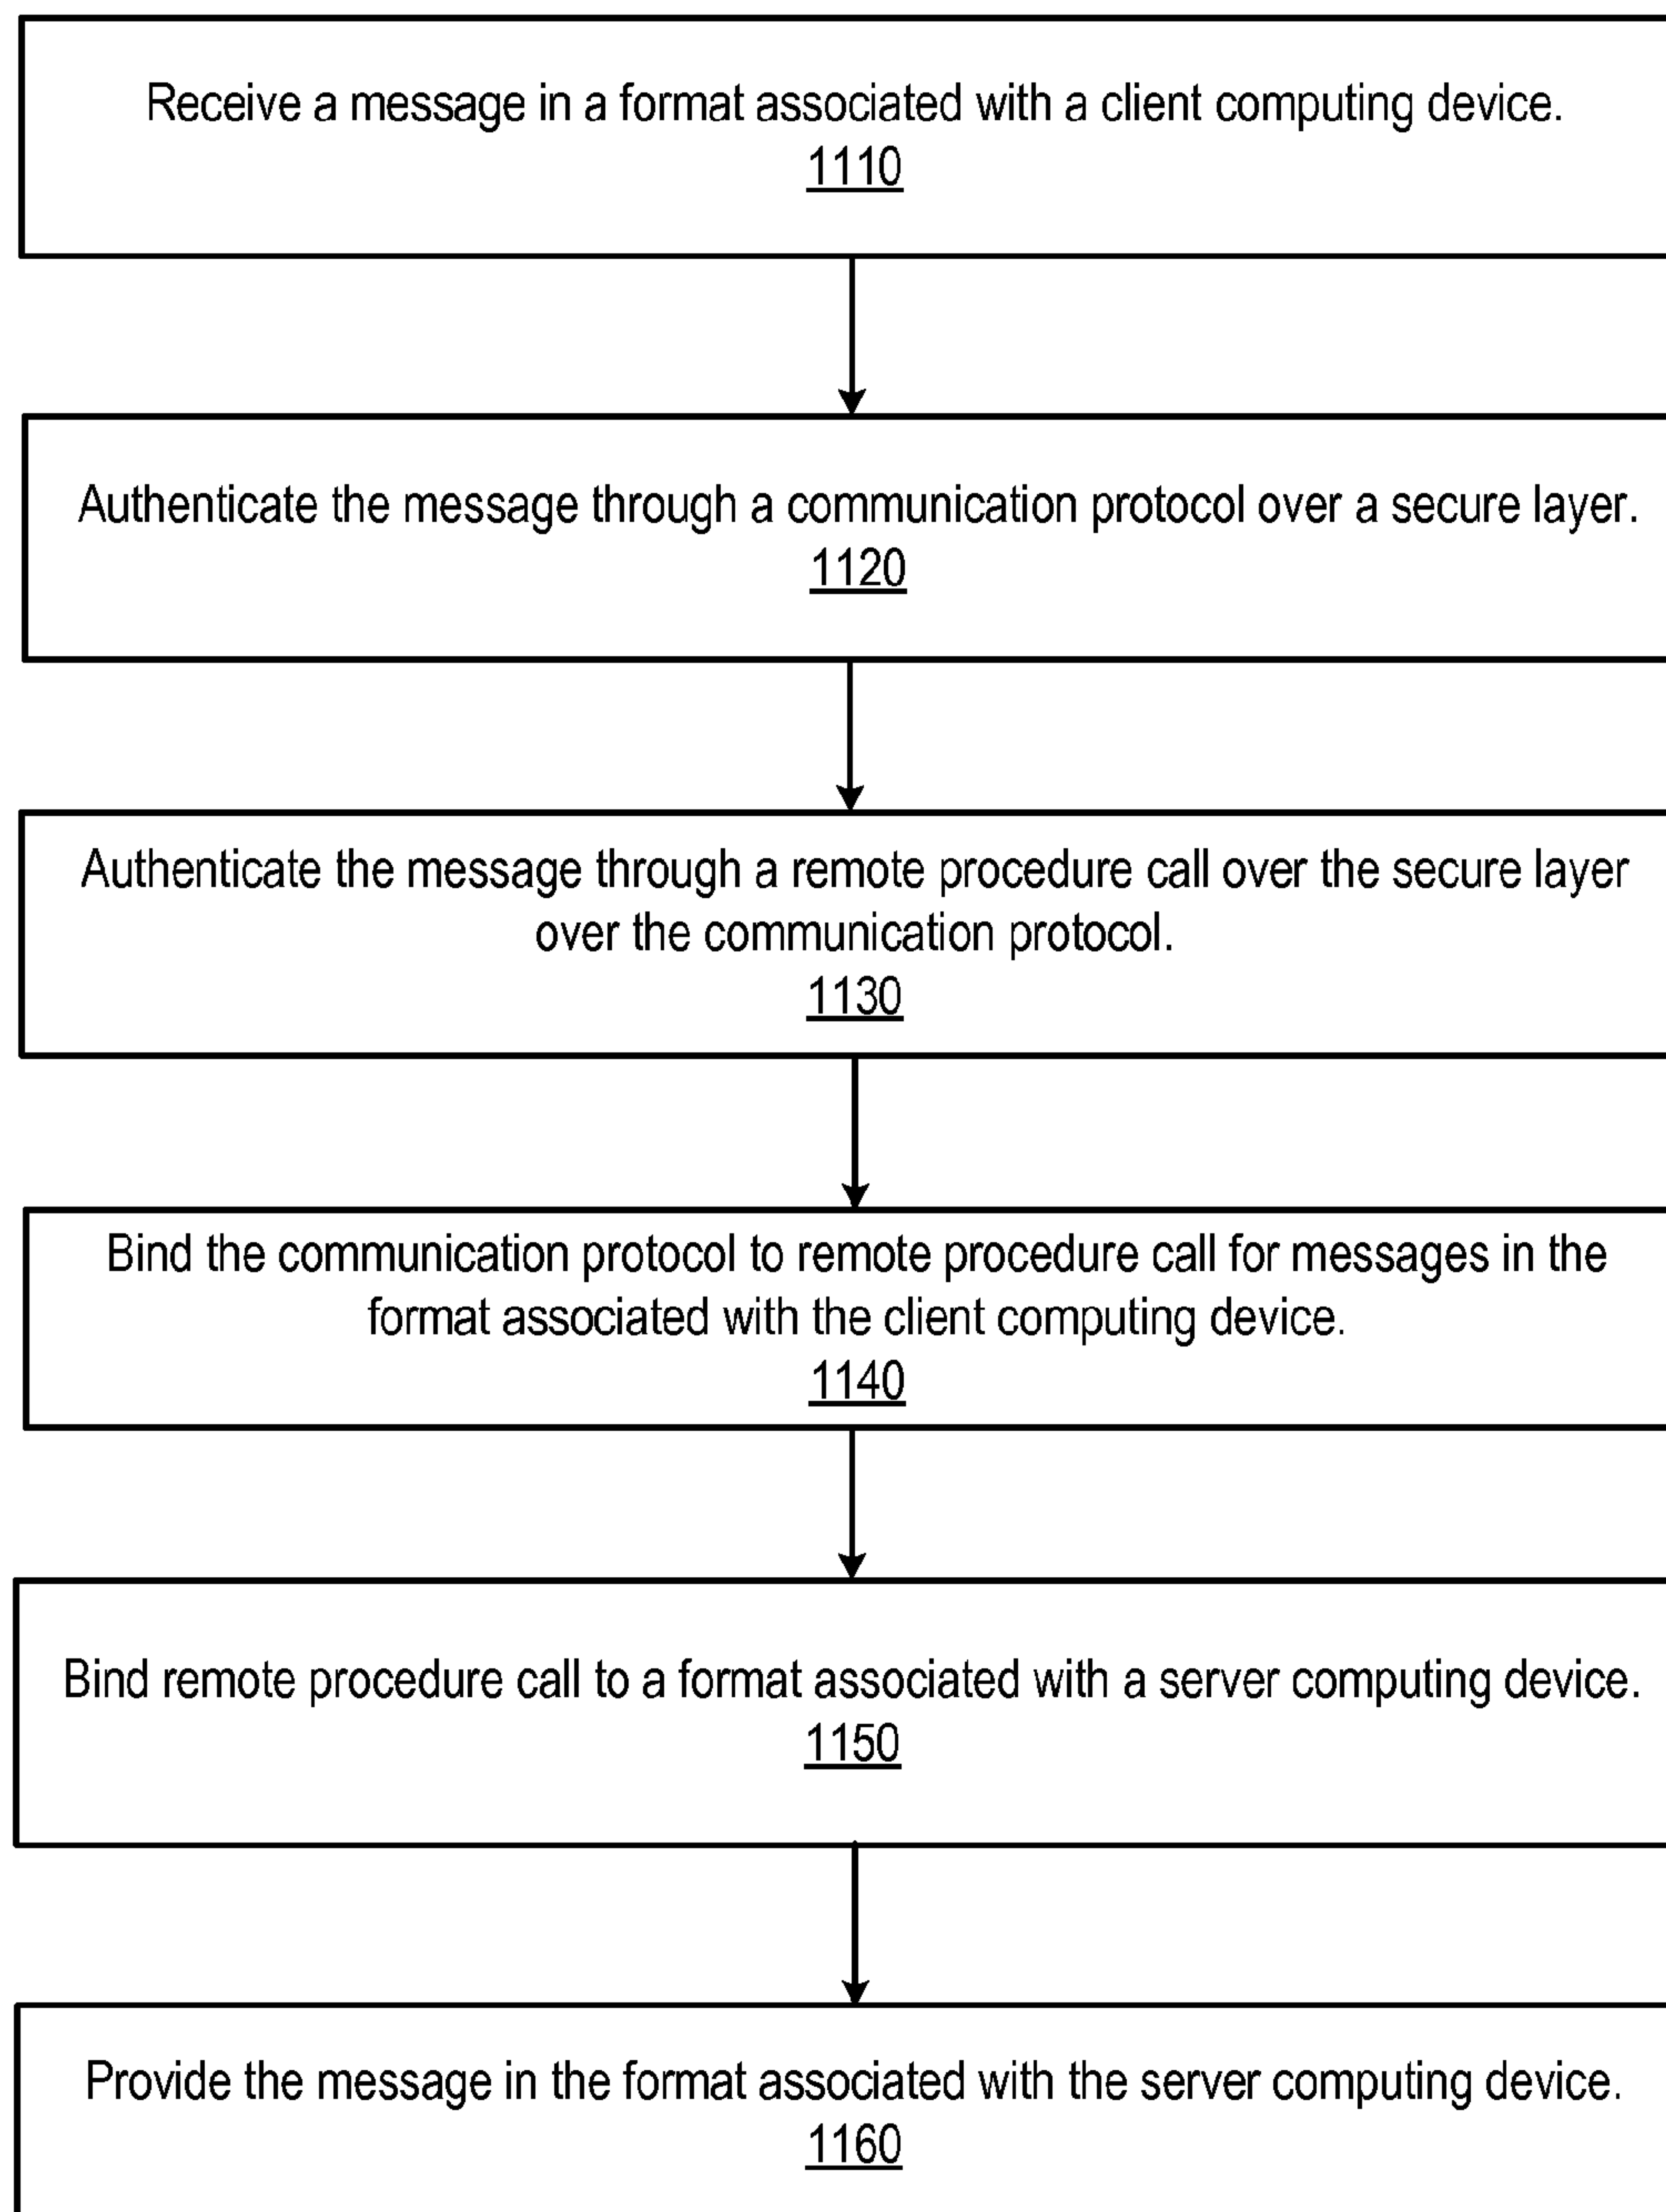 Receive a message in a format associated with a client computing device.
1110
Authenticate the message through a communication protocol over a secure layer.
1120
Authenticate the message through a remote procedure call over the secure layer
over the communication protocol.
1130
Bind the communication protocol to remote procedure call for messages in the
format associated with the client computing device.
1140
Bind remote procedure call to a format associated with a server computing device.
1150
Provide the message in the format associated with the server computing device.
1160